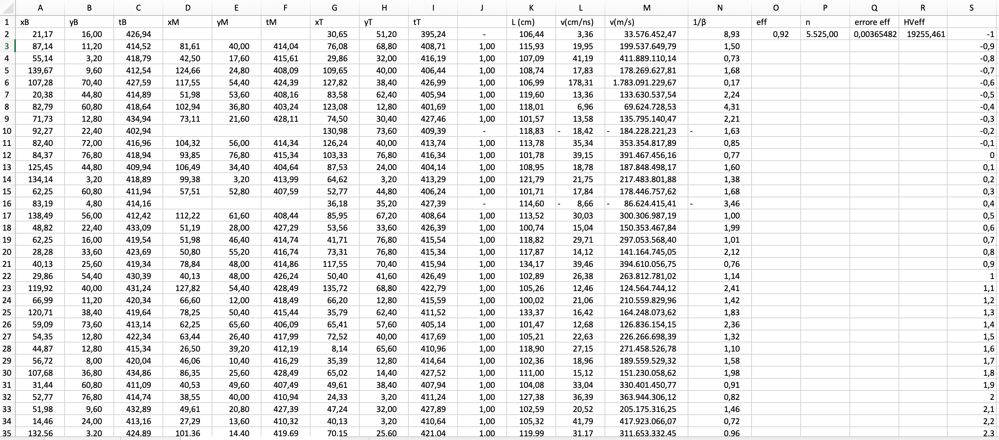 A B C D E F G H I J K L M N O P Q R S
1 xB yB tB xM yM tM xT yT tT L (cm) v(cm/ns) v(m/s) 1/β eff n errore eff HVeff
2 21,17 16,00 426,94 30,65 51,20 395,24 - 106,44 3,36 33.576.452,47 8,93 0,92 5.525,00 0,00365482 19255,461 -1
3 87,14 11,20 414,52 81,61 40,00 414,04 76,08 68,80 408,71 1,00 115,93 19,95 199.537.649,79 1,50 -0,9
4 55,14 3,20 418,79 42,50 17,60 415,61 29,86 32,00 416,19 1,00 107,09 41,19 411.889.110,14 0,73 -0,8
5 139,67 9,60 412,54 124,66 24,80 408,09 109,65 40,00 406,44 1,00 108,74 17,83 178.269.627,81 1,68 -0,7
6 107,28 70,40 427,59 117,55 54,40 424,39 127,82 38,40 426,99 1,00 106,99 178,31 1.783.091.229,67 0,17 -0,6
7 20,38 44,80 414,89 51,98 53,60 408,16 83,58 62,40 405,94 1,00 119,60 13,36 133.630.537,54 2,24 -0,5
8 82,79 60,80 418,64 102,94 36,80 403,24 123,08 12,80 401,69 1,00 118,01 6,96 69.624.728,53 4,31 -0,4
9 71,73 12,80 434,94 73,11 21,60 428,11 74,50 30,40 427,46 1,00 101,57 13,58 135.795.140,47 2,21 -0,3
10 92,27 22,40 402,94 130,98 73,60 409,39 - 118,83 - 18,42 - 184.228.221,23 - 1,63 -0,2
11 82,40 72,00 416,96 104,32 56,00 414,34 126,24 40,00 413,74 1,00 113,78 35,34 353.354.817,89 0,85 -0,1
12 84,37 76,80 418,94 93,85 76,80 415,34 103,33 76,80 416,34 1,00 101,78 39,15 391.467.456,16 0,77 0
13 125,45 44,80 409,94 106,49 34,40 404,64 87,53 24,00 404,14 1,00 108,95 18,78 187.848.498,17 1,60 0,1
14 134,14 3,20 418,89 99,38 3,20 413,99 64,62 3,20 413,29 1,00 121,79 21,75 217.483.801,88 1,38 0,2
15 62,25 60,80 411,94 57,51 52,80 407,59 52,77 44,80 406,24 1,00 101,71 17,84 178.446.757,62 1,68 0,3
16 83,19 4,80 414,16 36,18 35,20 427,39 - 114,60 - 8,66 - 86.624.415,41 - 3,46 0,4
17 138,49 56,00 412,42 112,22 61,60 408,44 85,95 67,20 408,64 1,00 113,52 30,03 300.306.987,19 1,00 0,5
18 48,82 22,40 433,09 51,19 28,00 427,29 53,56 33,60 426,39 1,00 100,74 15,04 150.353.467,84 1,99 0,6
19 62,25 16,00 419,54 51,98 46,40 414,74 41,71 76,80 415,54 1,00 118,82 29,71 297.053.568,40 1,01 0,7
20 28,28 33,60 423,69 50,80 55,20 416,74 73,31 76,80 415,34 1,00 117,87 14,12 141.164.745,05 2,12 0,8
21 40,13 25,60 419,34 78,84 48,00 414,86 117,55 70,40 415,94 1,00 134,17 39,46 394.610.056,75 0,76 0,9
22 29,86 54,40 430,39 40,13 48,00 426,24 50,40 41,60 426,49 1,00 102,89 26,38 263.812.781,02 1,14 1
23 119,92 40,00 431,24 127,82 54,40 428,49 135,72 68,80 422,79 1,00 105,26 12,46 124.564.744,12 2,41 1,1
24 66,99 11,20 420,34 66,60 12,00 418,49 66,20 12,80 415,59 1,00 100,02 21,06 210.559.829,96 1,42 1,2
25 120,71 38,40 419,64 78,25 50,40 415,44 35,79 62,40 411,52 1,00 133,37 16,42 164.248.073,62 1,83 1,3
26 59,09 73,60 413,14 62,25 65,60 406,09 65,41 57,60 405,14 1,00 101,47 12,68 126.836.154,15 2,36 1,4
27 54,35 12,80 422,34 63,44 26,40 417,99 72,52 40,00 417,69 1,00 105,21 22,63 226.266.698,39 1,32 1,5
28 44,87 12,80 415,34 26,50 39,20 412,19 8,14 65,60 410,96 1,00 118,90 27,15 271.458.526,78 1,10 1,6
29 56,72 8,00 420,04 46,06 10,40 416,29 35,39 12,80 414,64 1,00 102,36 18,96 189.559.529,32 1,58 1,7
30 107,68 36,80 434,86 86,35 25,60 428,49 65,02 14,40 427,52 1,00 111,00 15,12 151.230.058,62 1,98 1,8
31 31,44 60,80 411,09 40,53 49,60 407,49 49,61 38,40 407,94 1,00 104,08 33,04 330.401.450,77 0,91 1,9
32 52,77 76,80 414,74 38,55 40,00 410,94 24,33 3,20 411,24 1,00 127,38 36,39 363.944.306,12 0,82 2
33 51,98 9,60 432,89 49,61 20,80 427,39 47,24 32,00 427,89 1,00 102,59 20,52 205.175.316,25 1,46 2,1
34 14,46 24,00 413,16 27,29 13,60 410,32 40,13 3,20 410,64 1,00 105,32 41,79 417.923.066,07 0,72 2,2
35 132,56 3,20 424,89 101,36 14,40 419,69 70,15 25,60 421,04 1,00 119,99 31,17 311.653.332,45 0,96 2,3